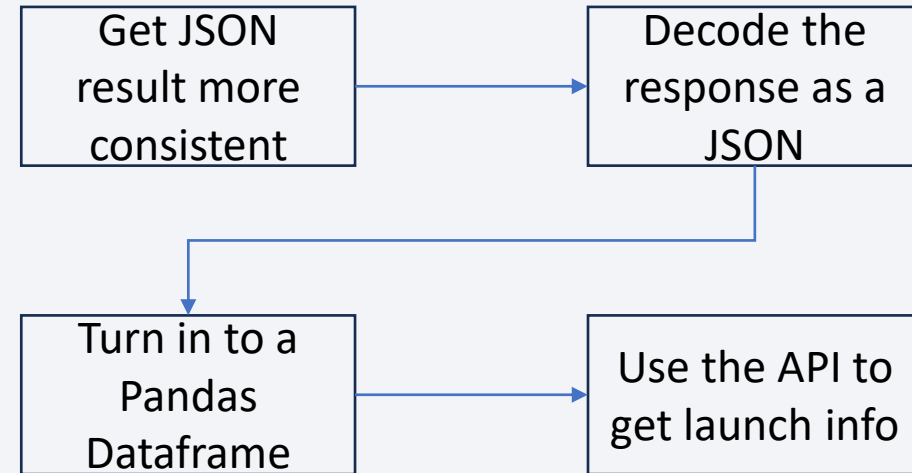 Get JSON
result more
consistent
Decode the
response as a
JSON
Turn in to a
Pandas
Dataframe
Use the API to
get launch info